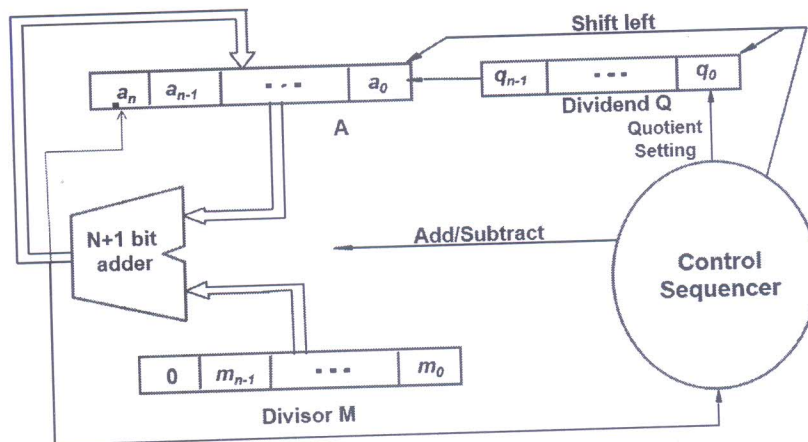 Shift left
aₙ aₙ₋₁ - - - a₀
qₙ₋₁ - - - q₀
A
Dividend Q
Quotient
Setting
N+1 bit
adder
Add/Subtract
Control
Sequencer
0 mₙ₋₁ - - - m₀
Divisor M